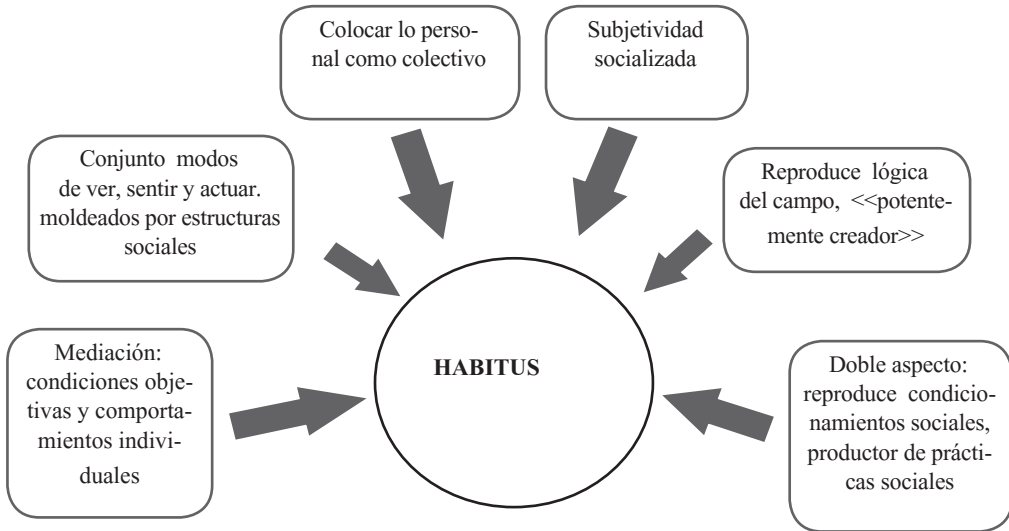 Colocar lo perso-
nal como colectivo
Subjetividad
socializada
Conjunto modos
de ver, sentir y actuar.
moldeados por estructuras
sociales
Reproduce lógica
del campo, <<potente-
mente creador>>
Mediación:
condiciones obje-
tivas y comporta-
mientos indivi-
duales
HABITUS
Doble aspecto:
reproduce condicio-
namientos sociales,
productor de prácti-
cas sociales